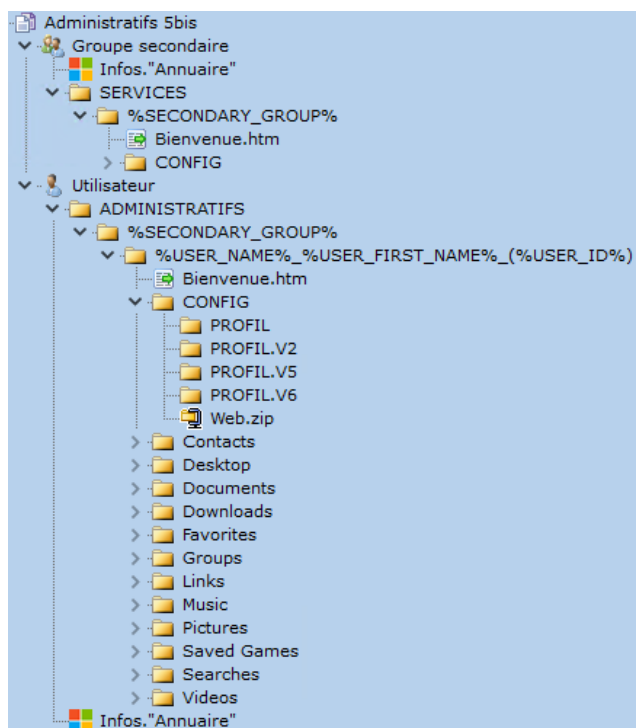 Administratifs 5bis
Groupe secondaire
Infos."Annuaire"
SERVICES
%SECONDARY_GROUP%
Bienvenue.htm
CONFIG
Utilisateur
ADMINISTRATIFS
%SECONDARY_GROUP%
%USER_NAME%_%USER_FIRST_NAME%_(%USER_ID%)
Bienvenue.htm
CONFIG
PROFIL
PROFIL.V2
PROFIL.V5
PROFIL.V6
Web.zip
Contacts
Desktop
Documents
Downloads
Favorites
Groups
Links
Music
Pictures
Saved Games
Searches
Videos
Infos."Annuaire"